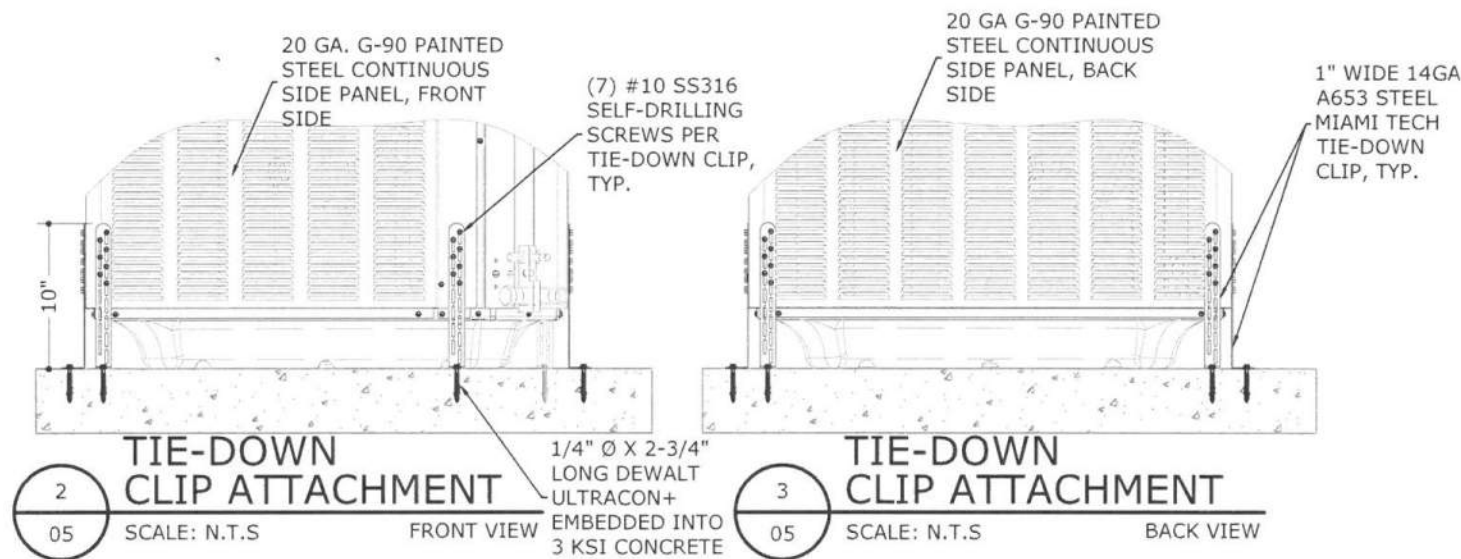 20 GA. G-90 PAINTED
STEEL CONTINUOUS
SIDE PANEL, FRONT
SIDE
(7) #10 SS316
SELF-DRILLING
SCREWS PER
TIE-DOWN CLIP,
TYP.
20 GA G-90 PAINTED
STEEL CONTINUOUS
SIDE PANEL, BACK
SIDE
1" WIDE 14GA
A653 STEEL
MIAMI TECH
TIE-DOWN
CLIP, TYP.
10"
2
05
TIE-DOWN
CLIP ATTACHMENT
SCALE: N.T.S
FRONT VIEW
1/4" Ø X 2-3/4"
LONG DEWALT
ULTRACON+
EMBEDDED INTO
3 KSI CONCRETE
3
05
TIE-DOWN
CLIP ATTACHMENT
SCALE: N.T.S
BACK VIEW